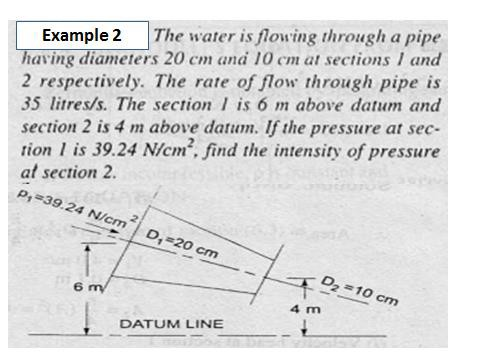 Example 2 The water is flowing through a pipe
having diameters 20 cm and 10 cm at sections 1 and
2 respectively. The rate of flow through pipe is
35 litres/s. The section 1 is 6 m above datum and
section 2 is 4 m above datum. If the pressure at sec-
tion 1 is 39.24 N/cm², find the intensity of pressure
at section 2.
P₁=39.24 N/cm²
D₁=20 cm
D₂=10 cm
6 m
4 m
DATUM LINE